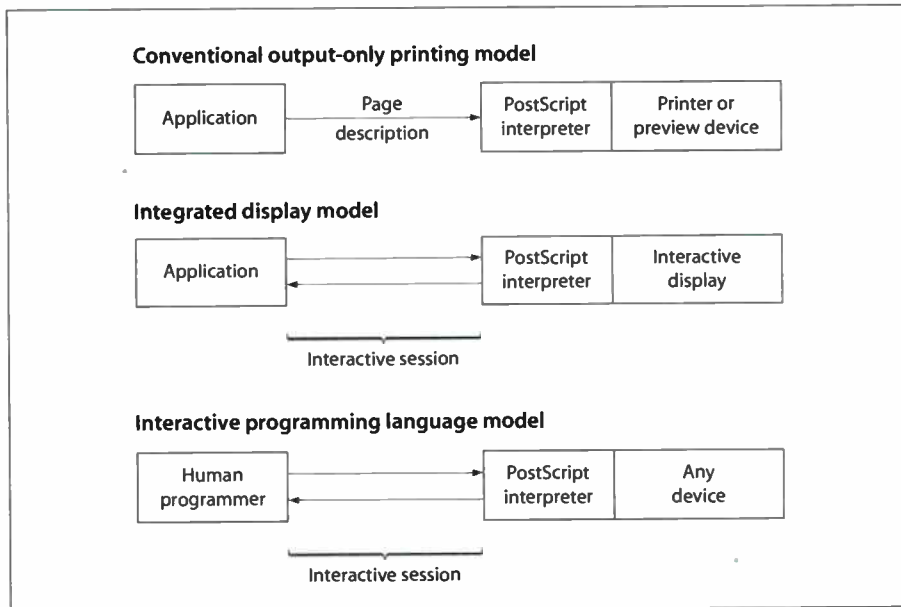 Conventional output-only printing model
Application
Page
description
PostScript
interpreter
Printer or
preview device
Integrated display model
Application
PostScript
interpreter
Interactive
display
Interactive session
Interactive programming language model
Human
programmer
PostScript
interpreter
Any
device
Interactive session